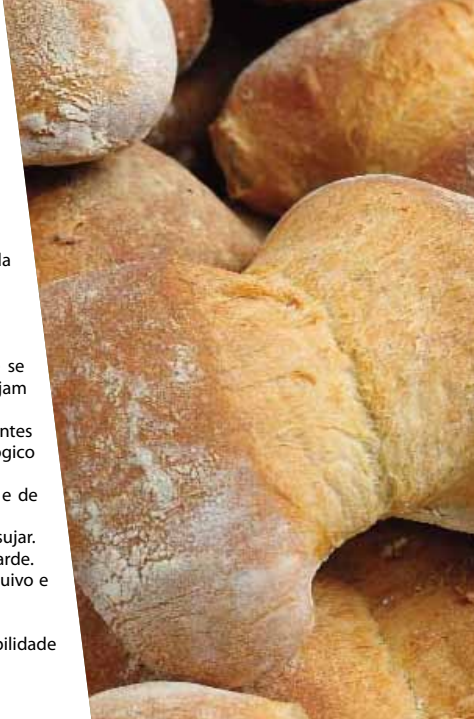 la
se
jam
ntes
ógico
e de
sujar.
arde.
uivo e
bilidade